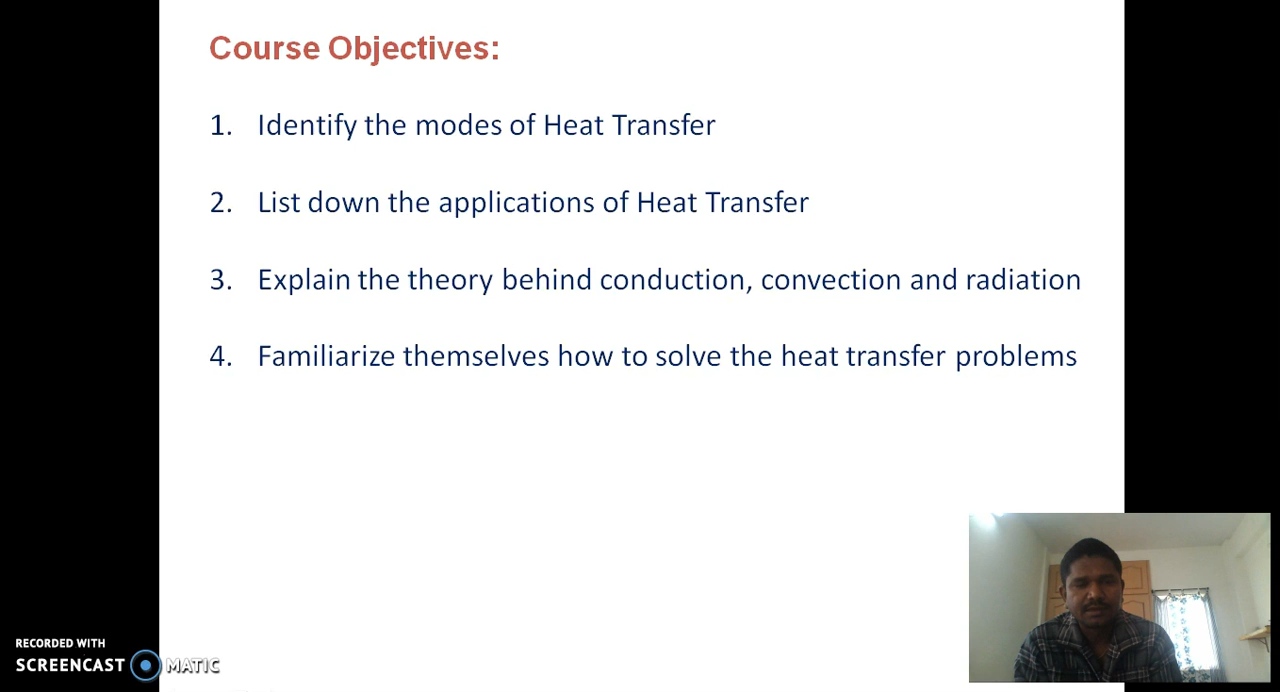 Course Objectives:
1. Identify the modes of Heat Transfer
2. List down the applications of Heat Transfer
3. Explain the theory behind conduction, convection and radiation
4. Familiarize themselves how to solve the heat transfer problems
RECORDED WITH
SCREENCAST MATIC